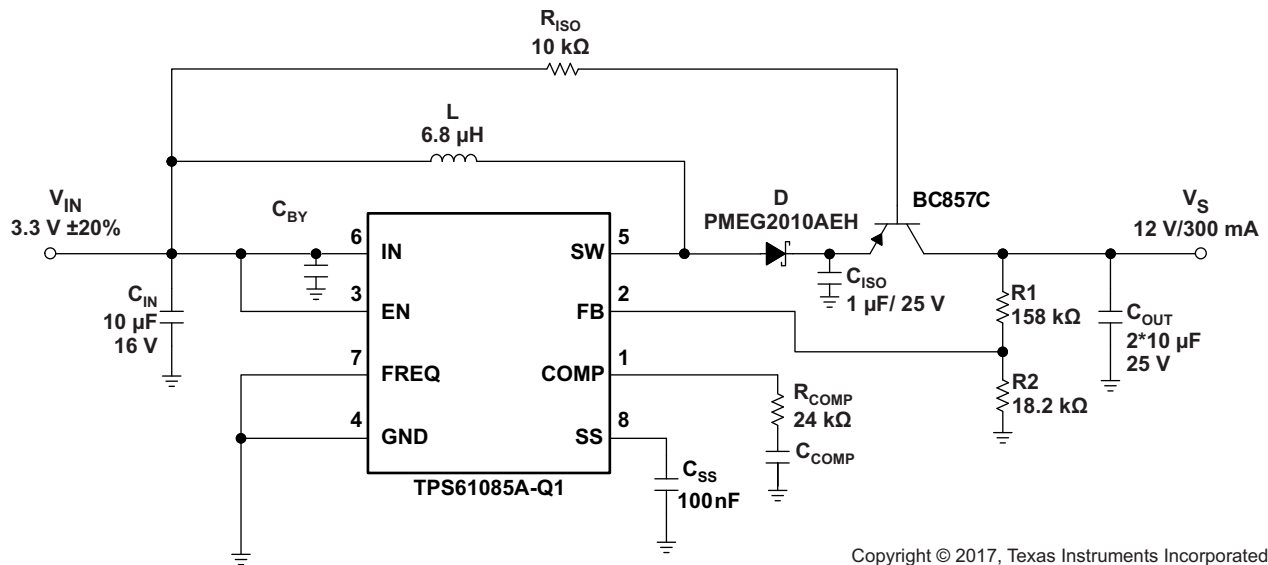 R_ISO
10 kΩ
L
6.8 µH
V_IN
3.3 V ±20%
C_BY
D
PMEG2010AEH
BC857C
V_S
12 V/300 mA
6
IN
SW
5
C_IN
10 µF
16 V
3
EN
FB
2
C_ISO
1 µF/ 25 V
R1
158 kΩ
C_OUT
2*10 µF
25 V
7
FREQ
COMP
1
R_COMP
24 kΩ
R2
18.2 kΩ
4
GND
SS
8
C_COMP
C_SS
100nF
TPS61085A-Q1
Copyright © 2017, Texas Instruments Incorporated